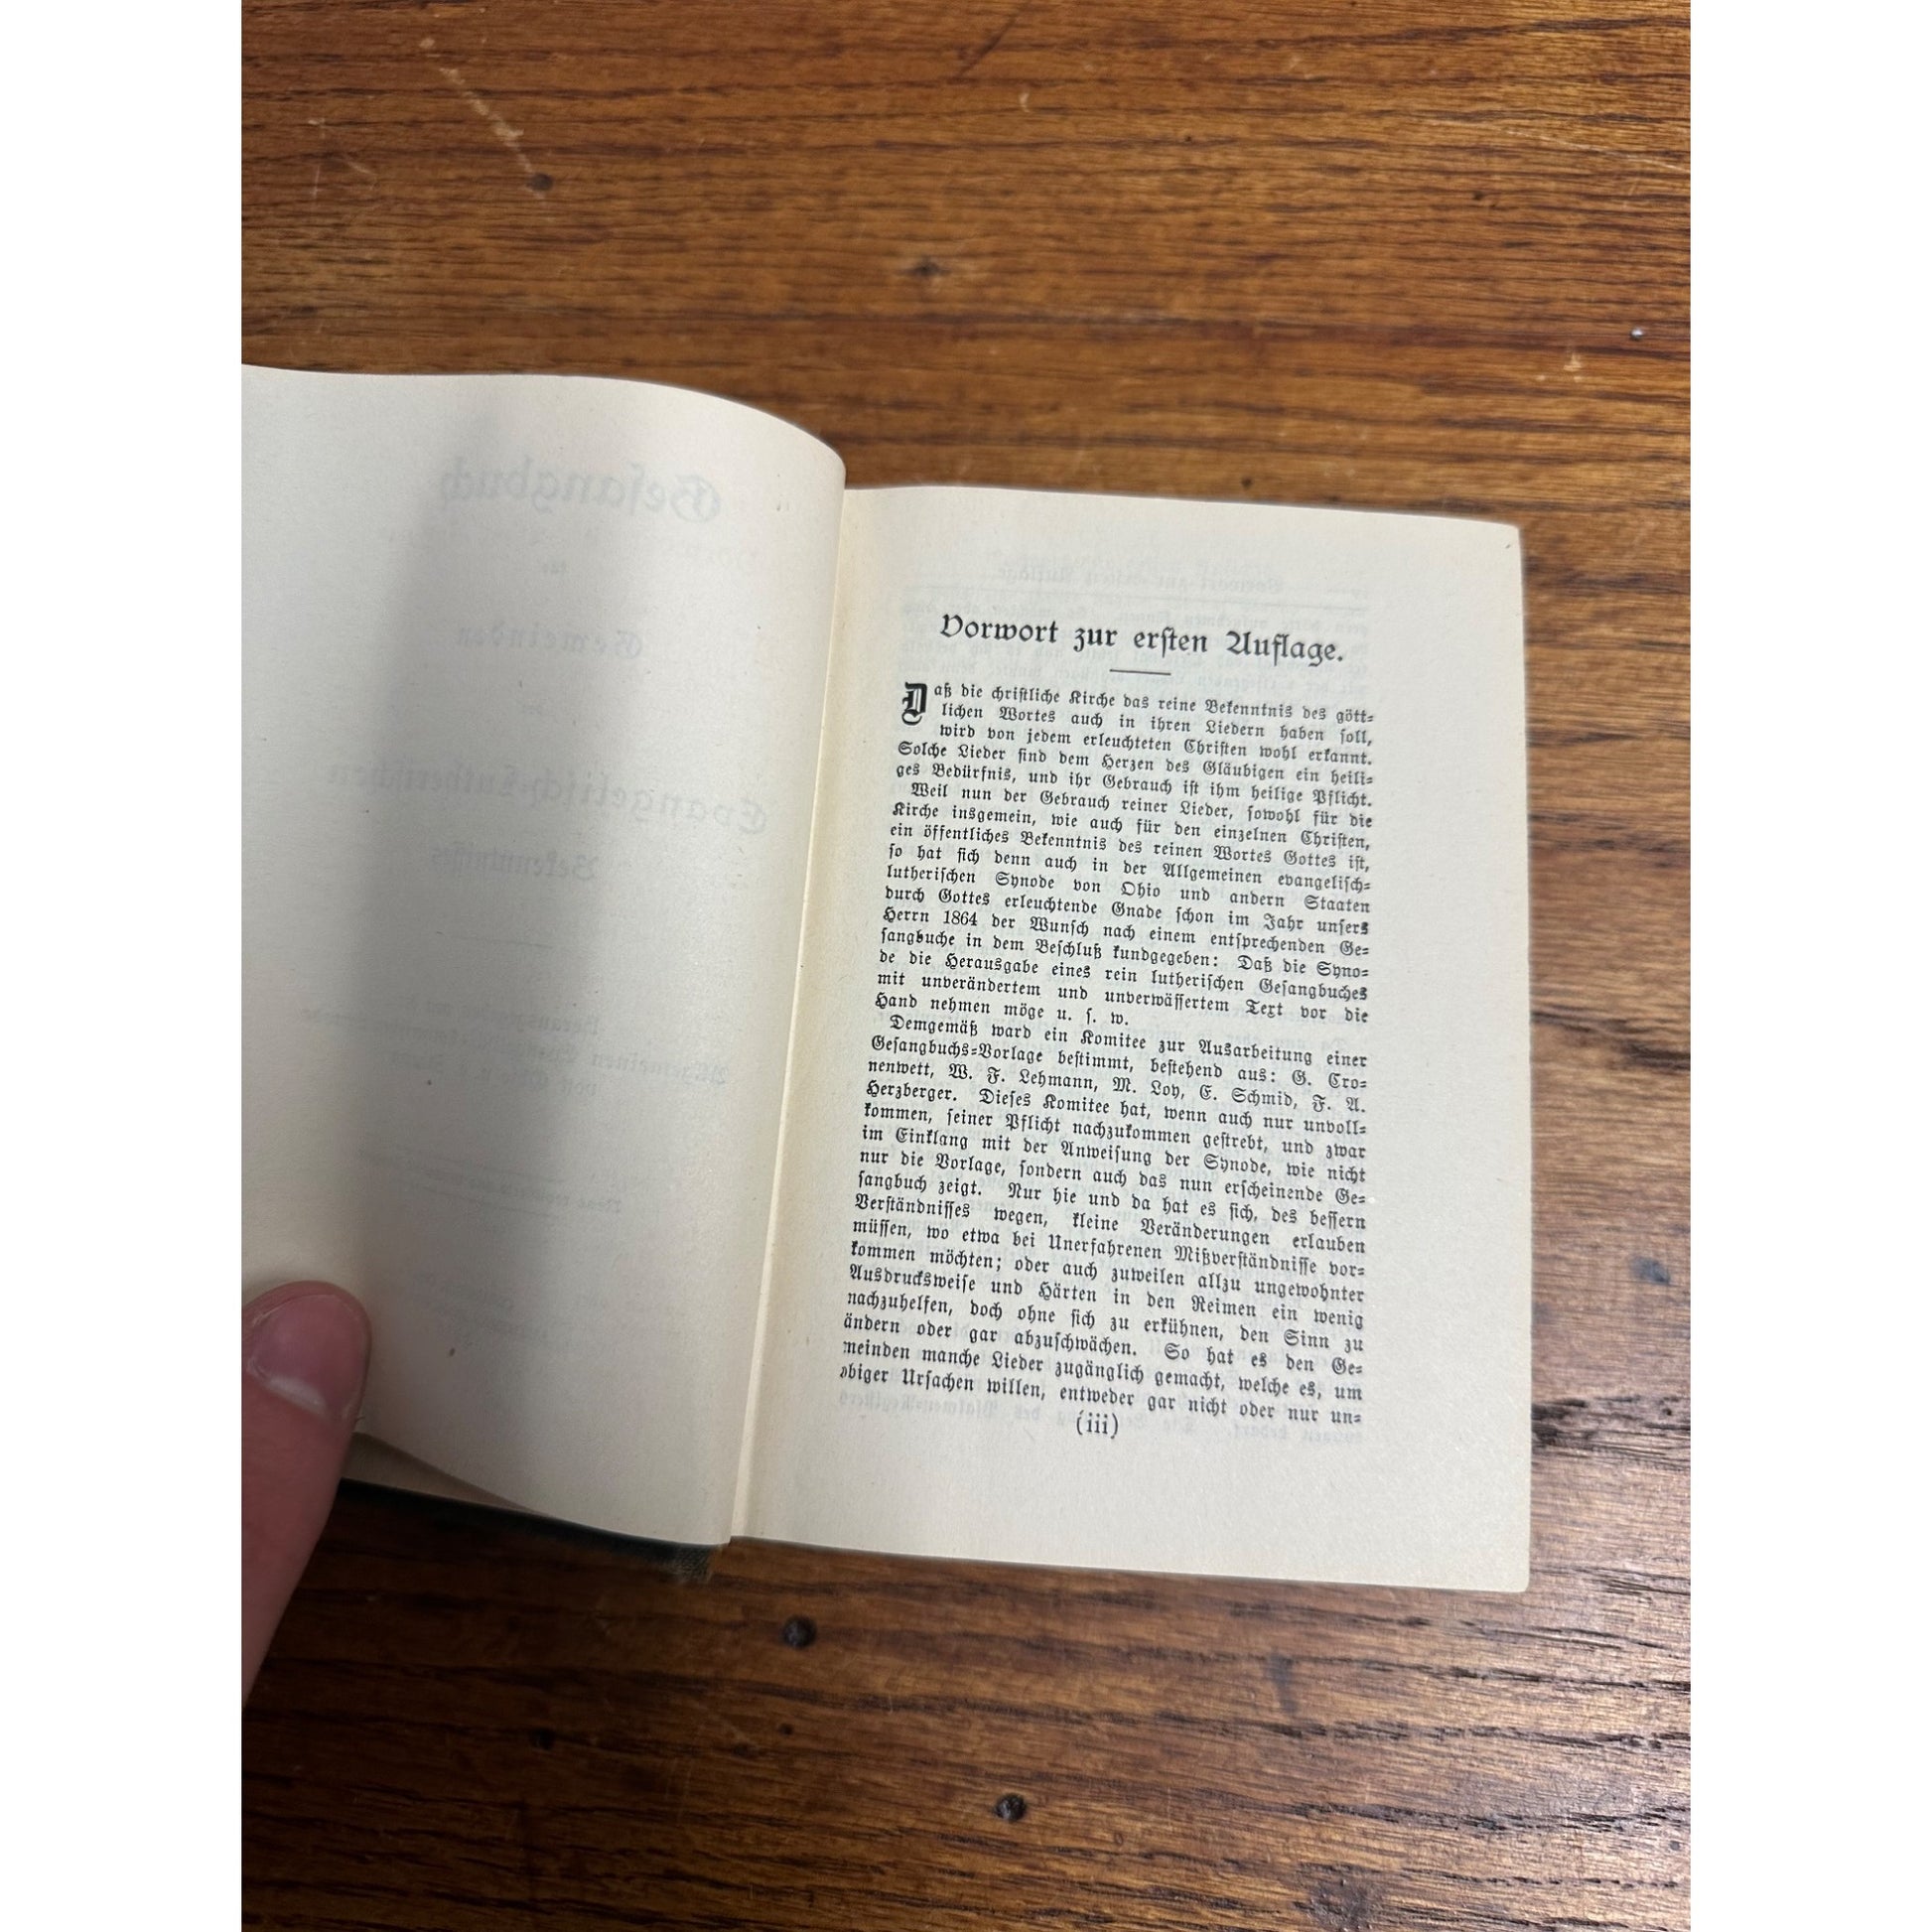 Gesangbuch
für
Gemeinden
des
Evangelisch-Lutherischen
Bekenntnisses
Vorwort zur ersten Auflage.
Daß die christliche Kirche das reine Bekenntnis des gött-
lichen Wortes auch in ihren Liedern haben soll,
wird von jedem erleuchteten Christen wohl erkannt.
Solche Lieder sind dem Herzen des Gläubigen ein heili-
ges Bedürfnis, und ihr Gebrauch ist ihm heilige Pflicht.
Weil nun der Gebrauch reiner Lieder, sowohl für die
Kirche insgemein, wie auch für den einzelnen Christen,
ein öffentliches Bekenntnis des reinen Wortes Gottes ist,
so hat sich denn auch in der Allgemeinen evangelisch-
lutherischen Synode von Ohio und andern Staaten
durch Gottes erleuchtende Gnade schon im Jahr unsers
Herrn 1864 der Wunsch nach einem entsprechenden Ge-
sangbuche in dem Beschluß kundgegeben: Daß die Syno-
de die Herausgabe eines rein lutherischen Gesangbuches
mit unverändertem und unverwässertem Text vor die
Hand nehmen möge u. s. w.
Demgemäß ward ein Komitee zur Ausarbeitung einer
Gesangbuchs-Vorlage bestimmt, bestehend aus: G. Cro-
nenwett, W. F. Lehmann, M. Loy, E. Schmid, F. A.
Herzberger. Dieses Komitee hat, wenn auch nur unvoll-
kommen, seiner Pflicht nachzukommen gestrebt, und zwar
im Einklang mit der Anweisung der Synode, wie nicht
nur die Vorlage, sondern auch das nun erscheinende Ge-
sangbuch zeigt. Nur hie und da hat es sich, des bessern
Verständnisses wegen, kleine Veränderungen erlauben
müssen, wo etwa bei Unerfahrenen Mißverständnisse vor-
kommen möchten; oder auch zuweilen allzu ungewohnter
Ausdrucksweise und Härten in den Reimen ein wenig
nachzuhelfen, doch ohne sich zu erkühnen, den Sinn zu
ändern oder gar abzuschwächen. So hat es den Ge-
meinden manche Lieder zugänglich gemacht, welche es, um
obiger Ursachen willen, entweder gar nicht oder nur un-
(iii)